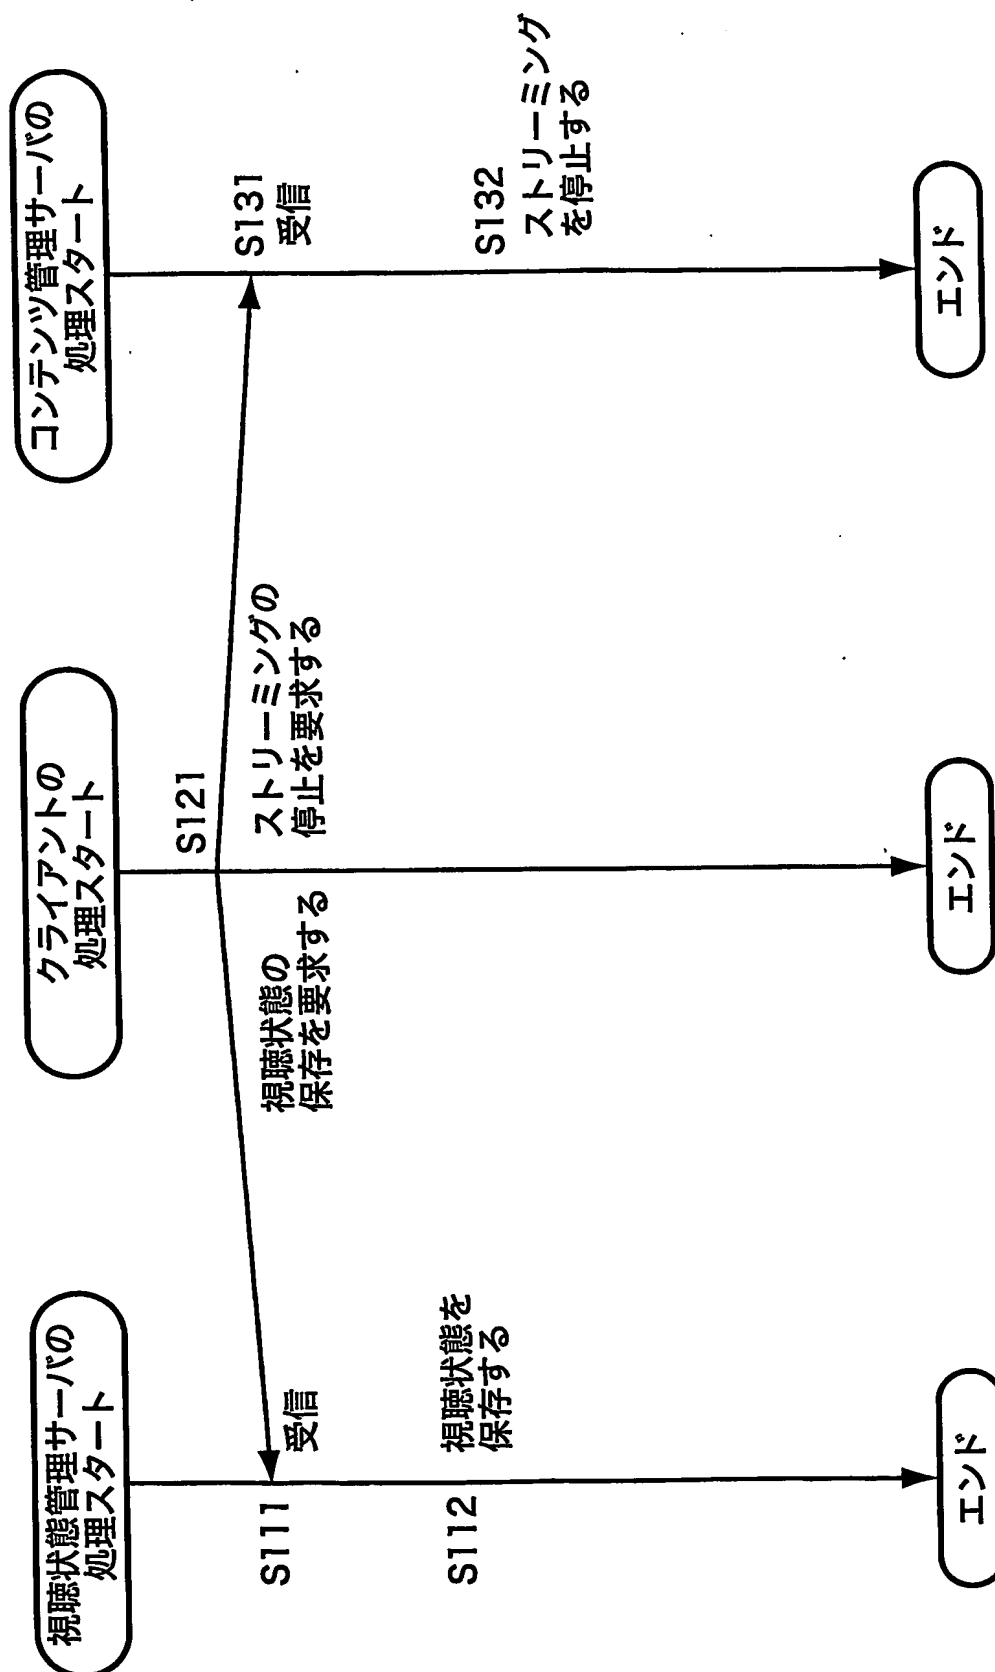 視聴状態管理サーバの
処理スタート
クライアントの
処理スタート
コンテンツ管理サーバの
処理スタート
S121
S111
受信
視聴状態の
保存を要求する
ストリーミングの
停止を要求する
S131
受信
S112
視聴状態を
保存する
S132
ストリーミング
を停止する
エンド
エンド
エンド